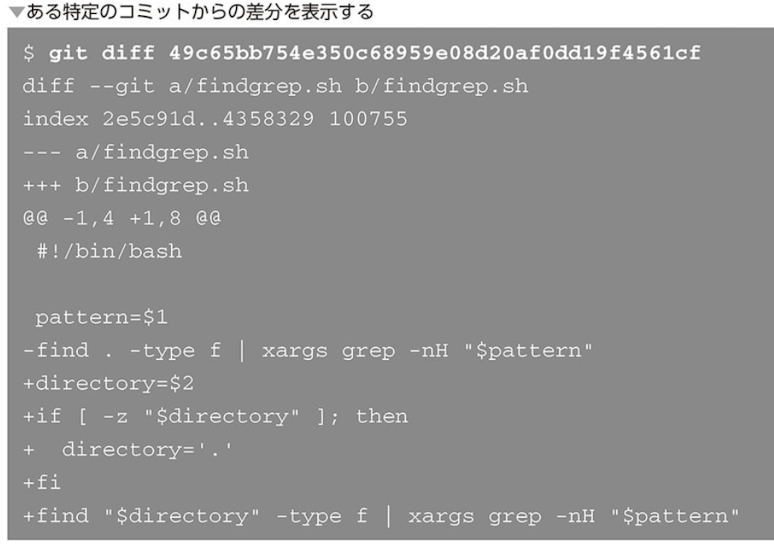 ▼ある特定のコミットからの差分を表示する
$ git diff 49c65bb754e350c68959e08d20af0dd19f4561cf
diff --git a/findgrep.sh b/findgrep.sh
index 2e5c91d..4358329 100755
--- a/findgrep.sh
+++ b/findgrep.sh
@@ -1,4 +1,8 @@
 #!/bin/bash

 pattern=$1
-find . -type f | xargs grep -nH "$pattern"
+directory=$2
+if [ -z "$directory" ]; then
+  directory='.'
+fi
+find "$directory" -type f | xargs grep -nH "$pattern"